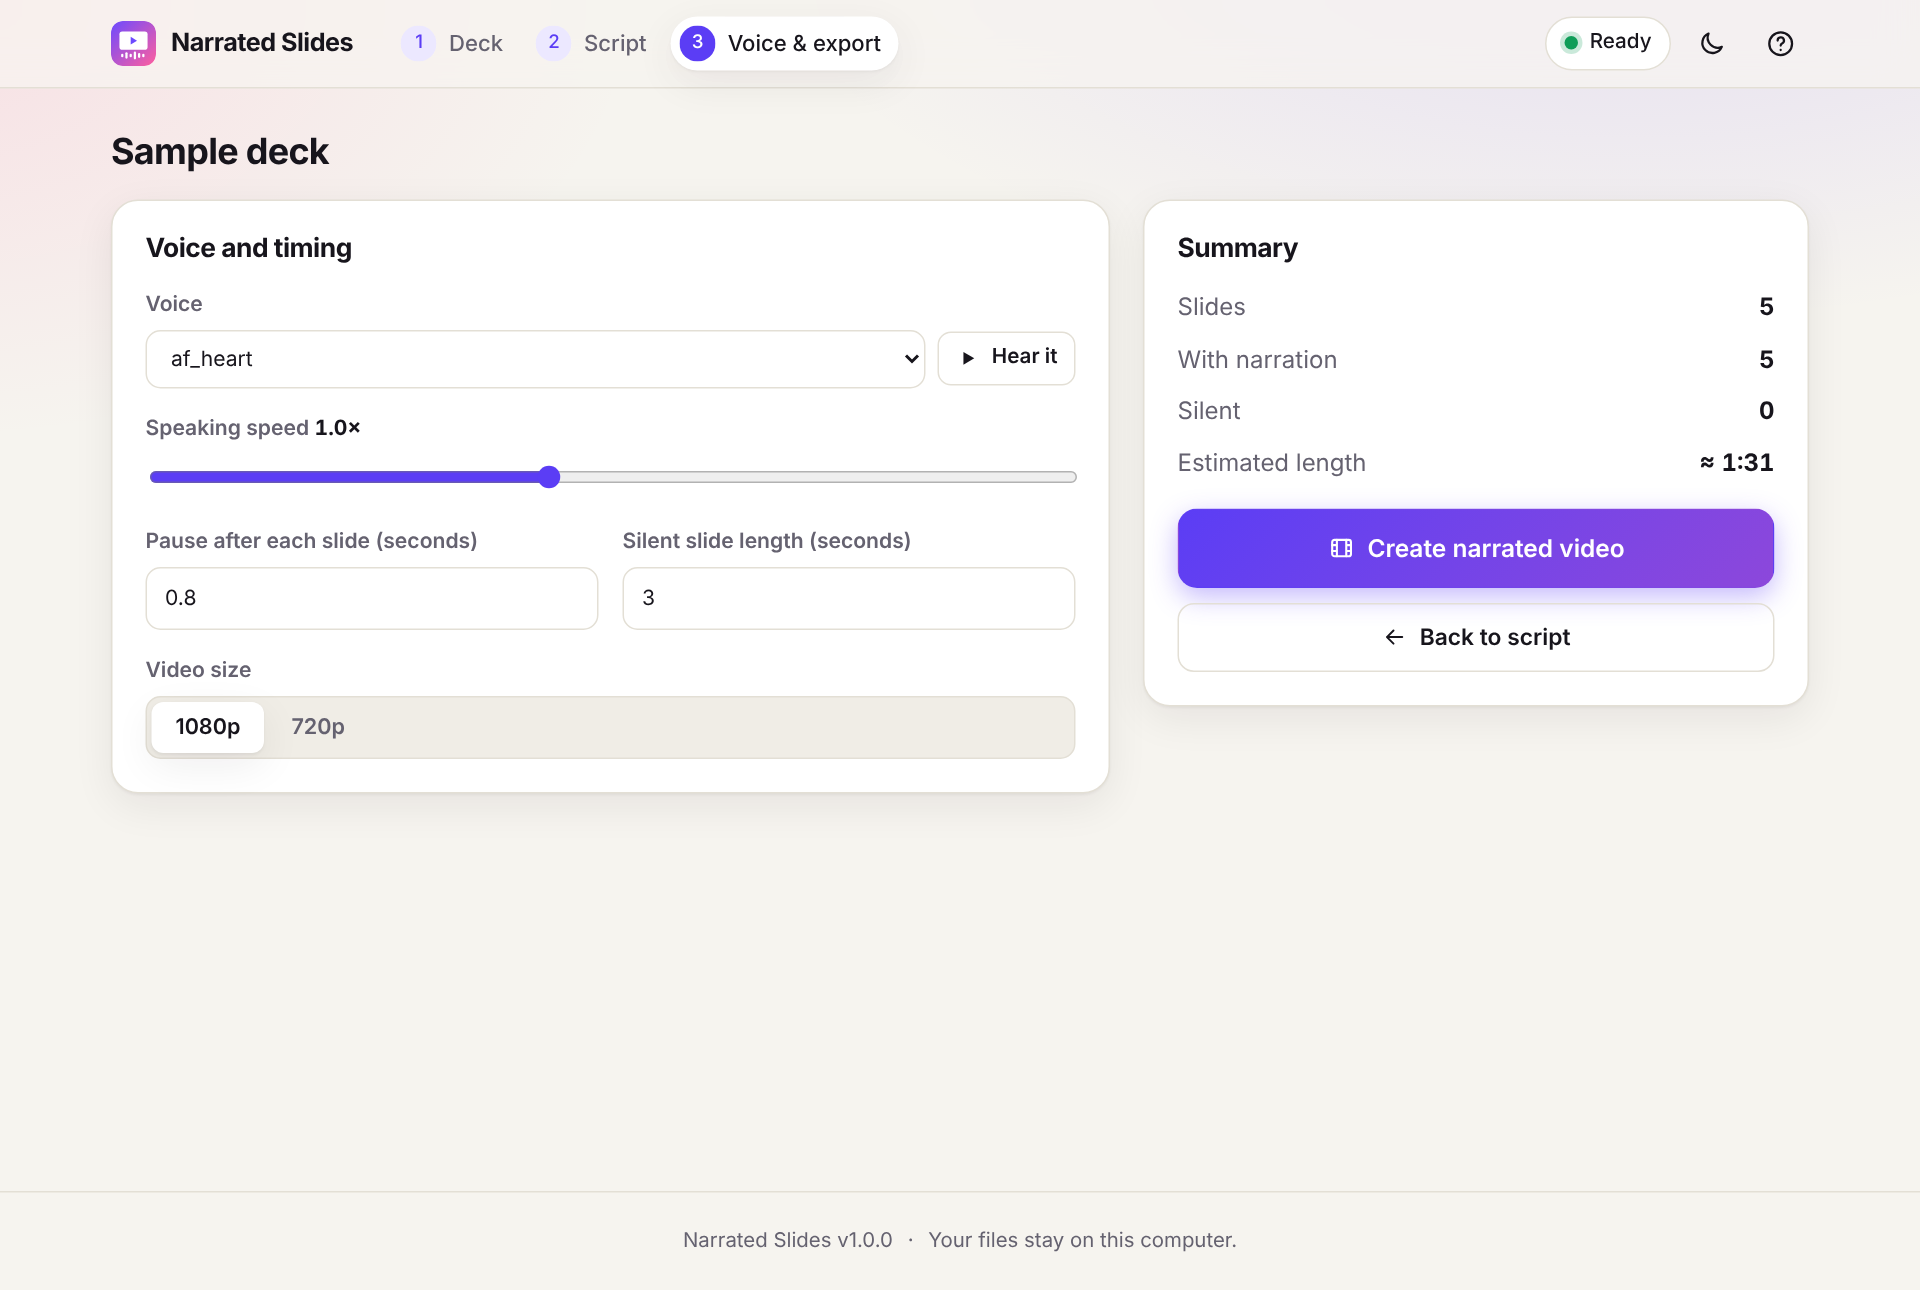 Narrated Slides
1 Deck
2 Script
3 Voice & export
Ready
Sample deck
Voice and timing
Voice
af_heart
Hear it
Speaking speed 1.0×
Pause after each slide (seconds)
Silent slide length (seconds)
0.8
3
Video size
1080p
720p
Summary
Slides 5
With narration 5
Silent 0
Estimated length ≈ 1:31
Create narrated video
← Back to script
Narrated Slides v1.0.0 · Your files stay on this computer.